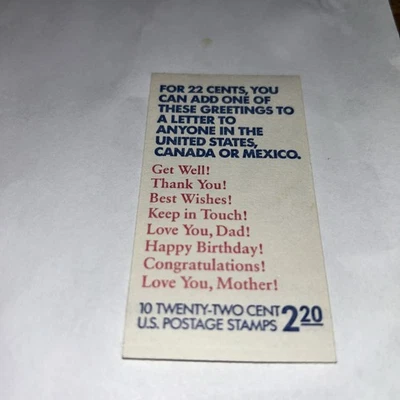 FOR 22 CENTS, YOU
CAN ADD ONE OF
THESE GREETINGS TO
A LETTER TO
ANYONE IN THE
UNITED STATES,
CANADA OR MEXICO.
Get Well!
Thank You!
Best Wishes!
Keep in Touch!
Love You, Dad!
Happy Birthday!
Congratulations!
Love You, Mother!
10 TWENTY-TWO CENT
U.S. POSTAGE STAMPS 220